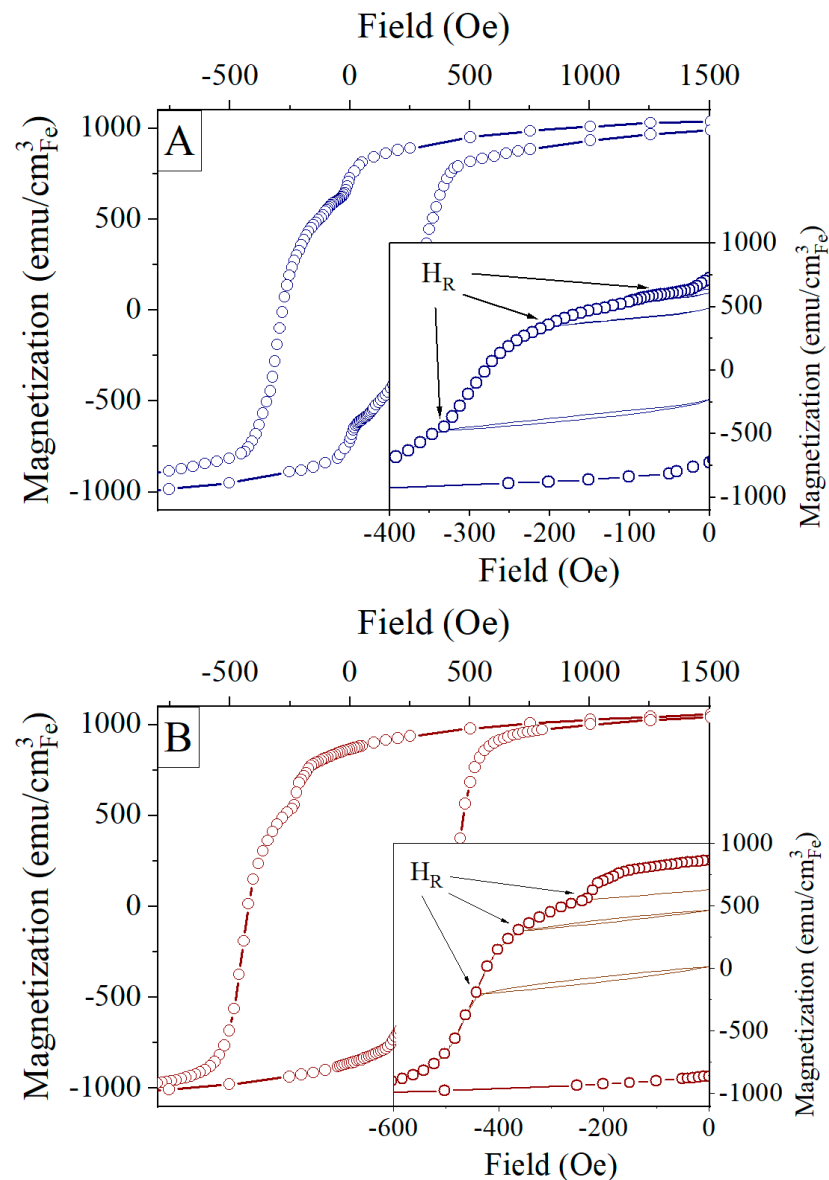 Field (Oe)
-500 0 500 1000 1500
A
Magnetization (emu/cm³Fe)
1000
500
0
-500
-1000
HR
1000
500
0
-500
-1000
Magnetization (emu/cm³Fe)
-400 -300 -200 -100 0
Field (Oe)
Field (Oe)
-500 0 500 1000 1500
B
Magnetization (emu/cm³Fe)
1000
500
0
-500
-1000
HR
1000
500
0
-500
-1000
Magnetization (emu/cm³Fe)
-600 -400 -200 0
Field (Oe)